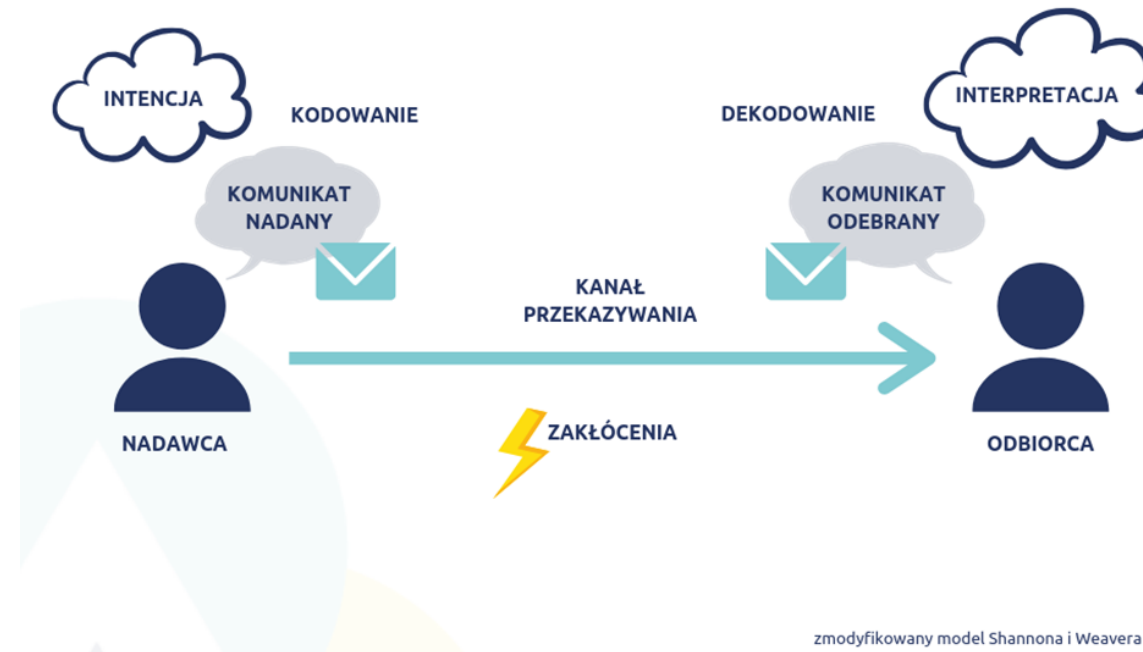 INTENCJA
KODOWANIE
DEKODOWANIE
INTERPRETACJA
KOMUNIKAT
NADANY
KOMUNIKAT
ODEBRANY
KANAŁ
PRZEKAZYWANIA
ZAKŁÓCENIA
NADAWCA
ODBIORCA
zmodyfikowany model Shannona i Weavera